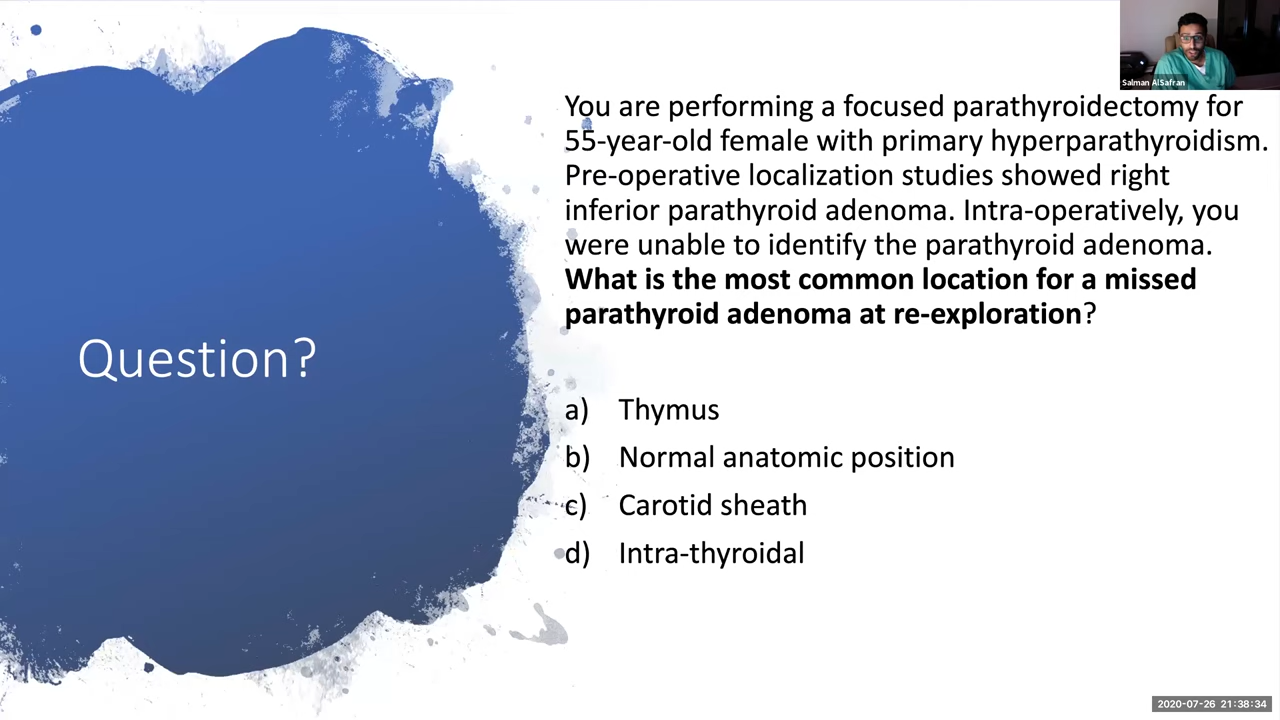 Salman AlSafran
You are performing a focused parathyroidectomy for
55-year-old female with primary hyperparathyroidism.
Pre-operative localization studies showed right
inferior parathyroid adenoma. Intra-operatively, you
were unable to identify the parathyroid adenoma.
What is the most common location for a missed
parathyroid adenoma at re-exploration?
Question?
a) Thymus
b) Normal anatomic position
c) Carotid sheath
d) Intra-thyroidal
2020-07-26 21:38:34